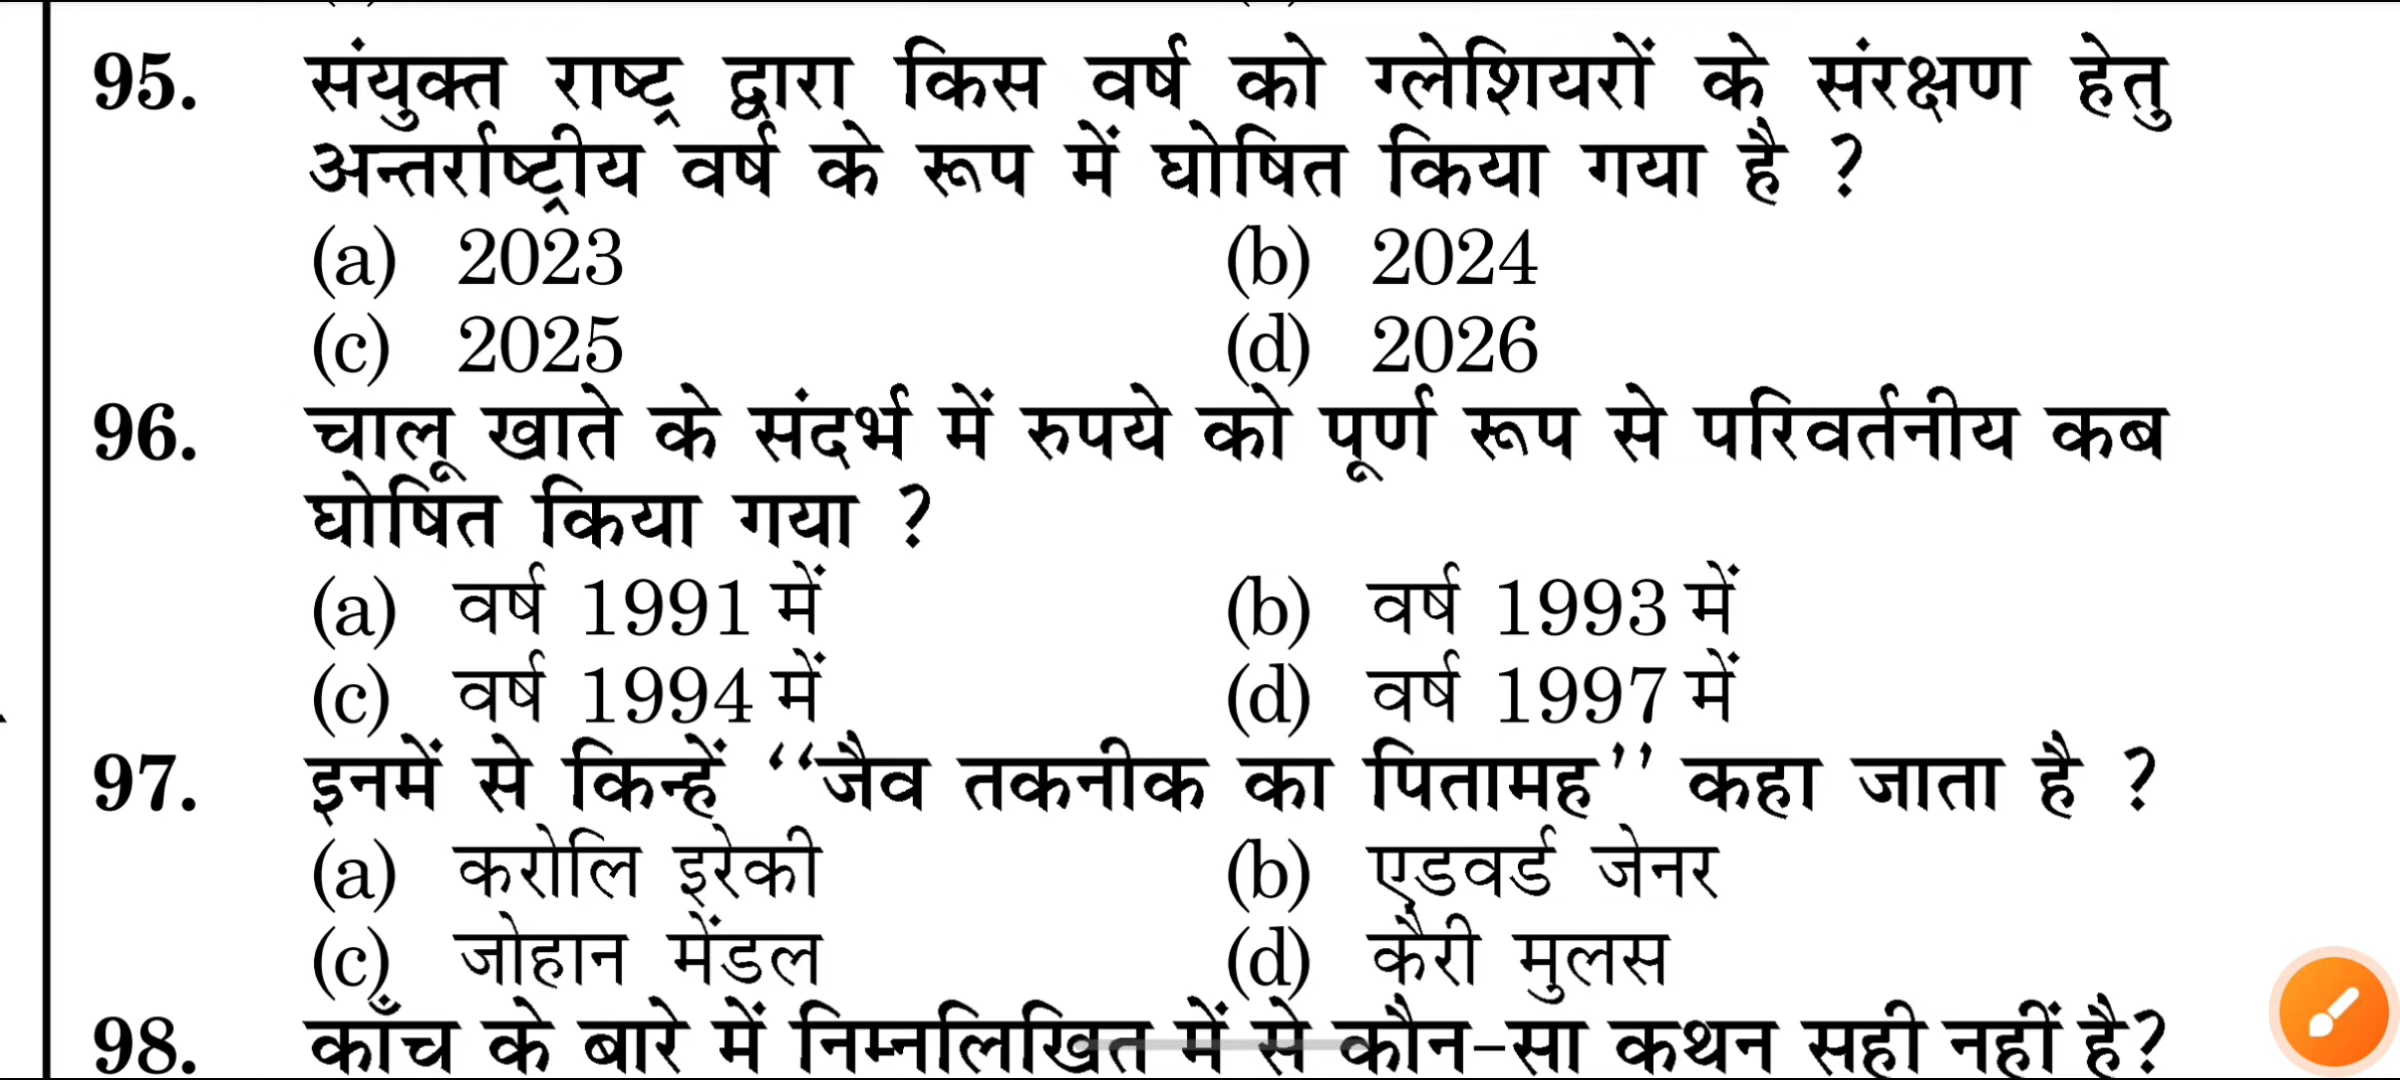 95. संयुक्त राष्ट्र द्वारा किस वर्ष को ग्लेशियरों के संरक्षण हेतु
अन्तर्राष्ट्रीय वर्ष के रूप में घोषित किया गया है ?
(a) 2023 (b) 2024
(c) 2025 (d) 2026
96. चालू खाते के संदर्भ में रुपये को पूर्ण रूप से परिवर्तनीय कब
घोषित किया गया ?
(a) वर्ष 1991 में (b) वर्ष 1993 में
(c) वर्ष 1994 में (d) वर्ष 1997 में
97. इनमें से किन्हें ‘‘जैव तकनीक का पितामह’’ कहा जाता है ?
(a) करोलि इरेकी (b) एडवर्ड जेनर
(c) जोहान मेंडल (d) कैरी मुलस
98. काँच के बारे में निम्नलिखित में से कौन-सा कथन सही नहीं है?